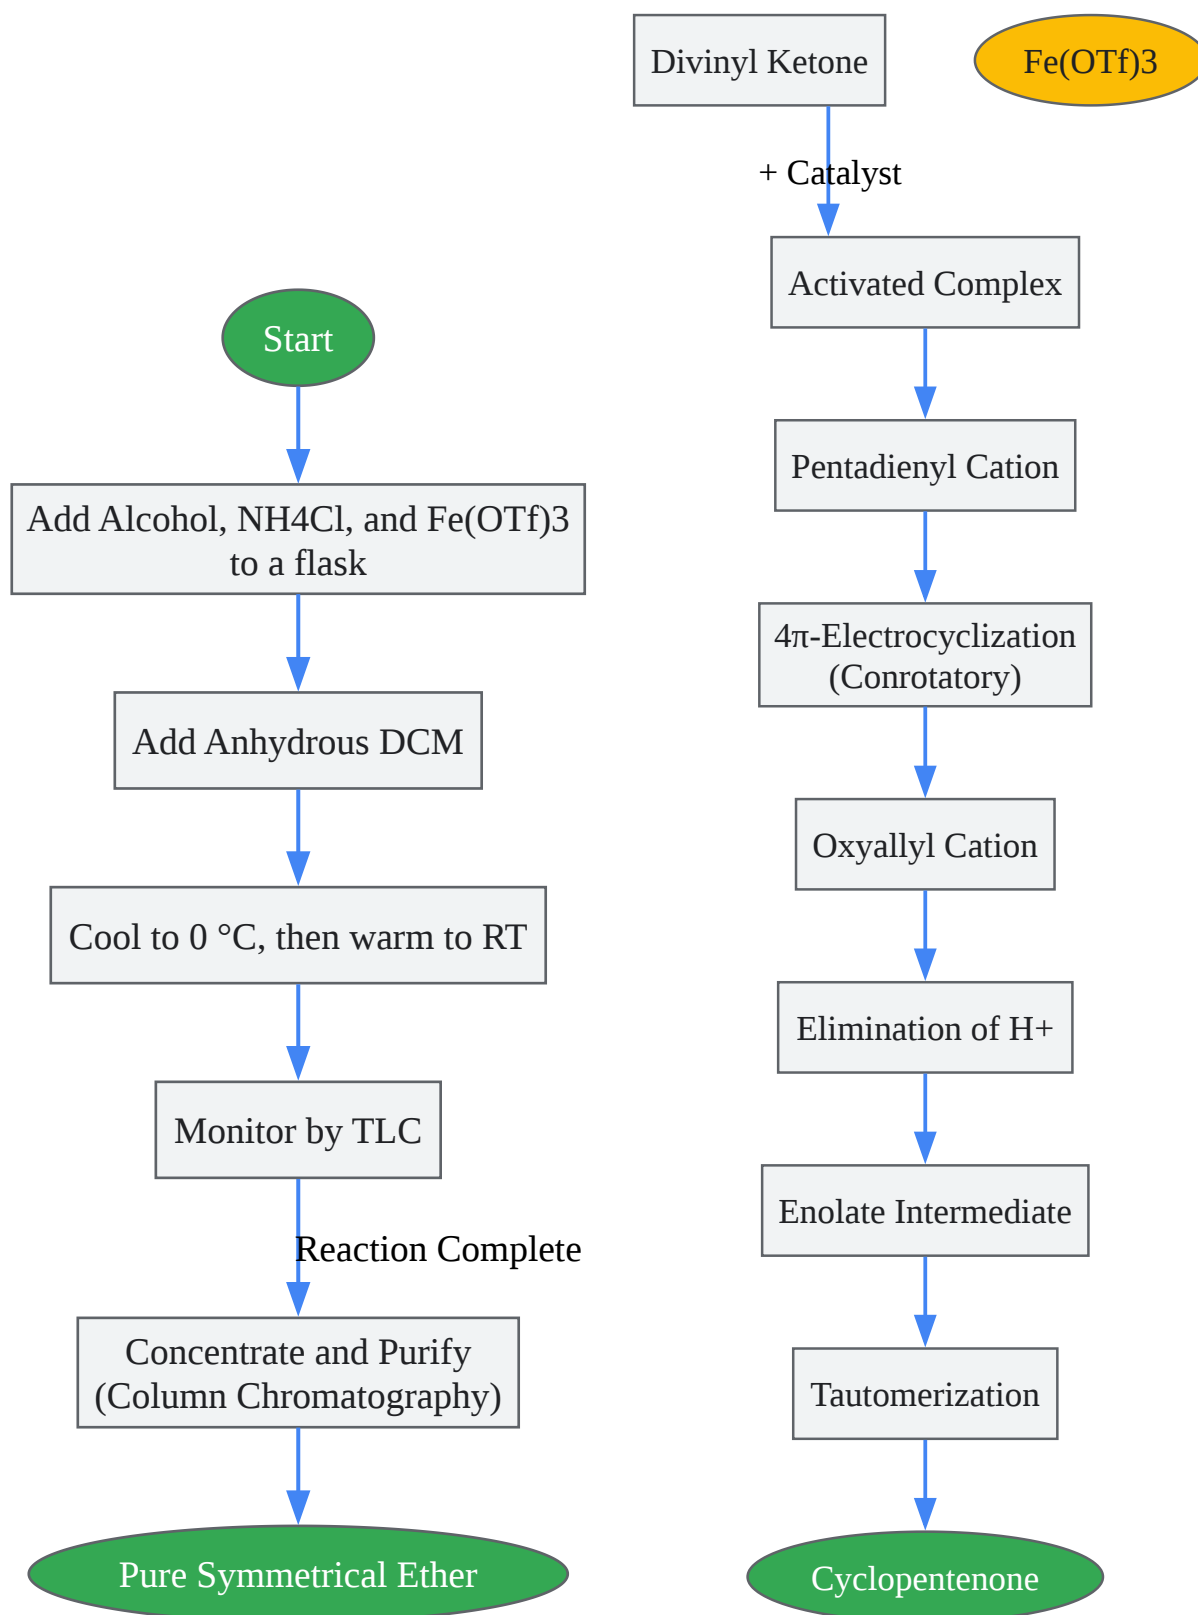 Start
Add Alcohol, NH4Cl, and Fe(OTf)3
to a flask
Add Anhydrous DCM
Cool to 0 °C, then warm to RT
Monitor by TLC
Reaction Complete
Concentrate and Purify
(Column Chromatography)
Pure Symmetrical Ether
Divinyl Ketone
Fe(OTf)3
+ Catalyst
Activated Complex
Pentadienyl Cation
4π-Electrocyclization
(Conrotatory)
Oxyallyl Cation
Elimination of H+
Enolate Intermediate
Tautomerization
Cyclopentenone